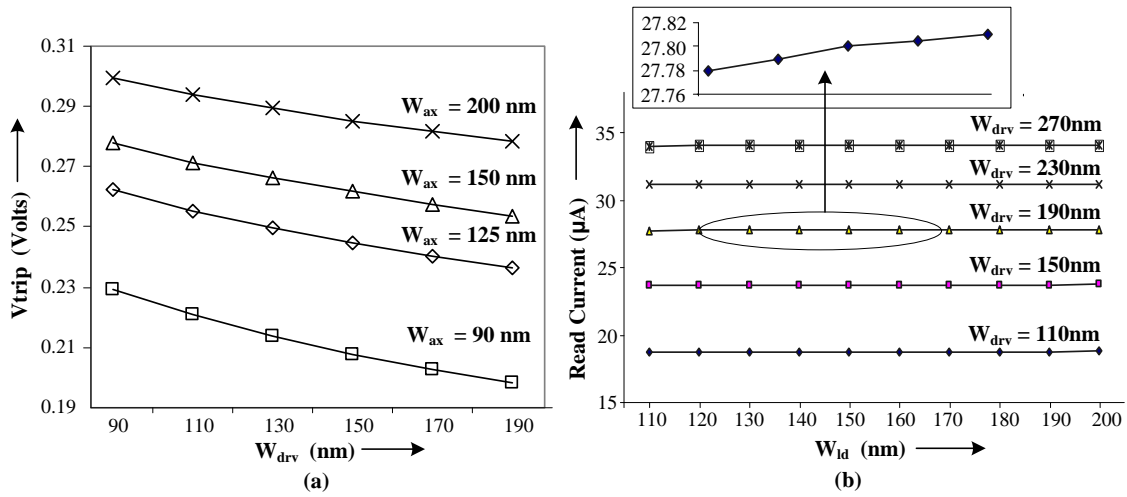 0.31
0.29
0.27
0.25
0.23
0.21
0.19
Vtrip (Volts)
W_ax = 200 nm
W_ax = 150 nm
W_ax = 125 nm
W_ax = 90 nm
90 110 130 150 170 190
W_drv (nm)
(a)
27.82
27.80
27.78
27.76
35
30
25
20
15
Read Current (μA)
W_drv = 270nm
W_drv = 230nm
W_drv = 190nm
W_drv = 150nm
W_drv = 110nm
110 120 130 140 150 160 170 180 190 200
W_ld (nm)
(b)